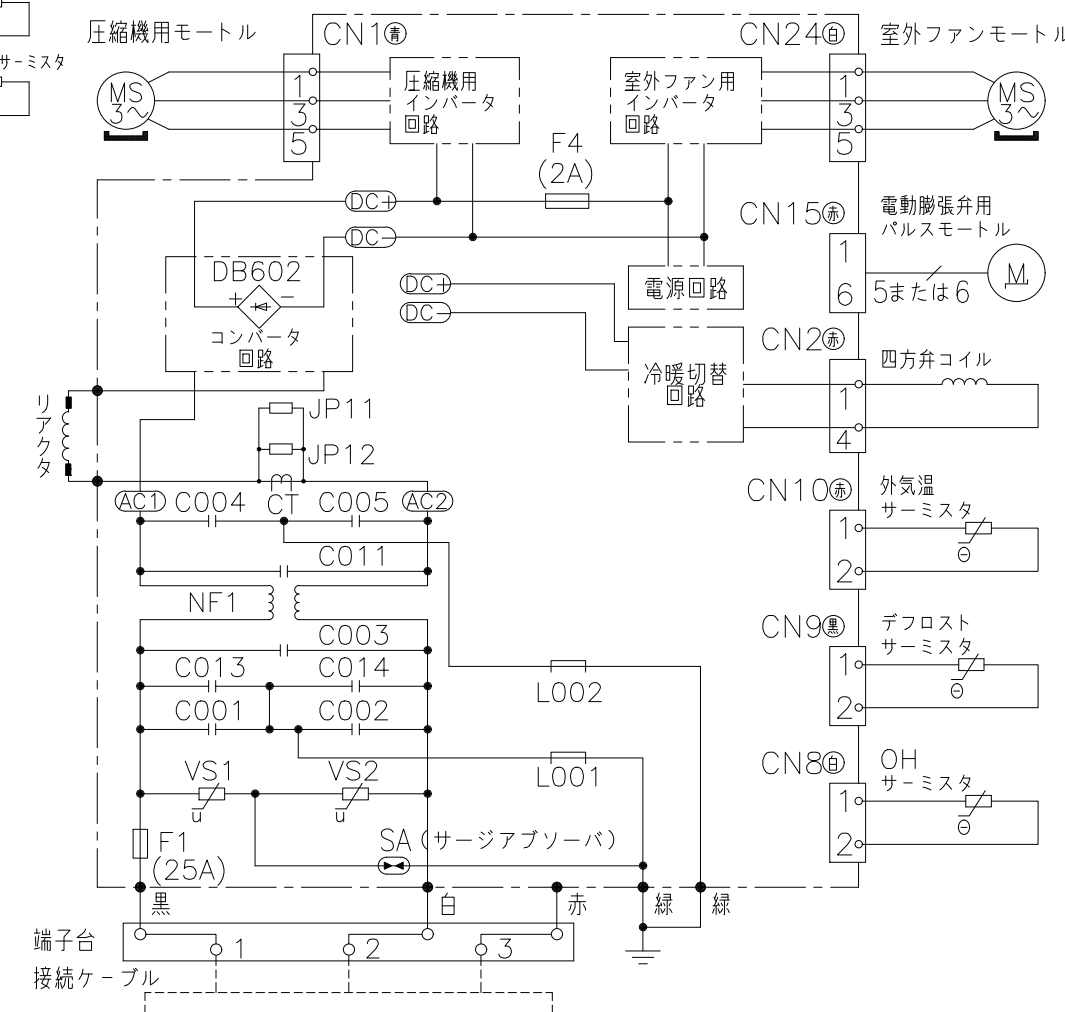 圧縮機用モートル
サーミスタ
MS
3～
CN1青
1
3
5
圧縮機用
インバータ
回路
室外ファン用
インバータ
回路
CN24白
1
3
5
室外ファンモートル
MS
3～
F4
(2A)
DC+
DC−
CN15赤
1
6
電動膨張弁用
パルスモートル
5または6
M
DB602
+
−
コンバータ
回路
DC+
DC−
電源回路
冷暖切替
回路
CN2赤
1
4
四方弁コイル
リアクタ
JP11
JP12
CT
AC1
AC2
C004
C005
C011
NF1
C003
C013
C014
C001
C002
L002
L001
CN10赤
1
2
外気温
サーミスタ
Θ
CN9黒
1
2
デフロスト
サーミスタ
Θ
CN8白
1
2
OH
サーミスタ
Θ
VS1
u
VS2
u
F1
(25A)
SA(サージアブソーバ)
黒
白
赤
緑
緑
端子台
1
2
3
接続ケーブル